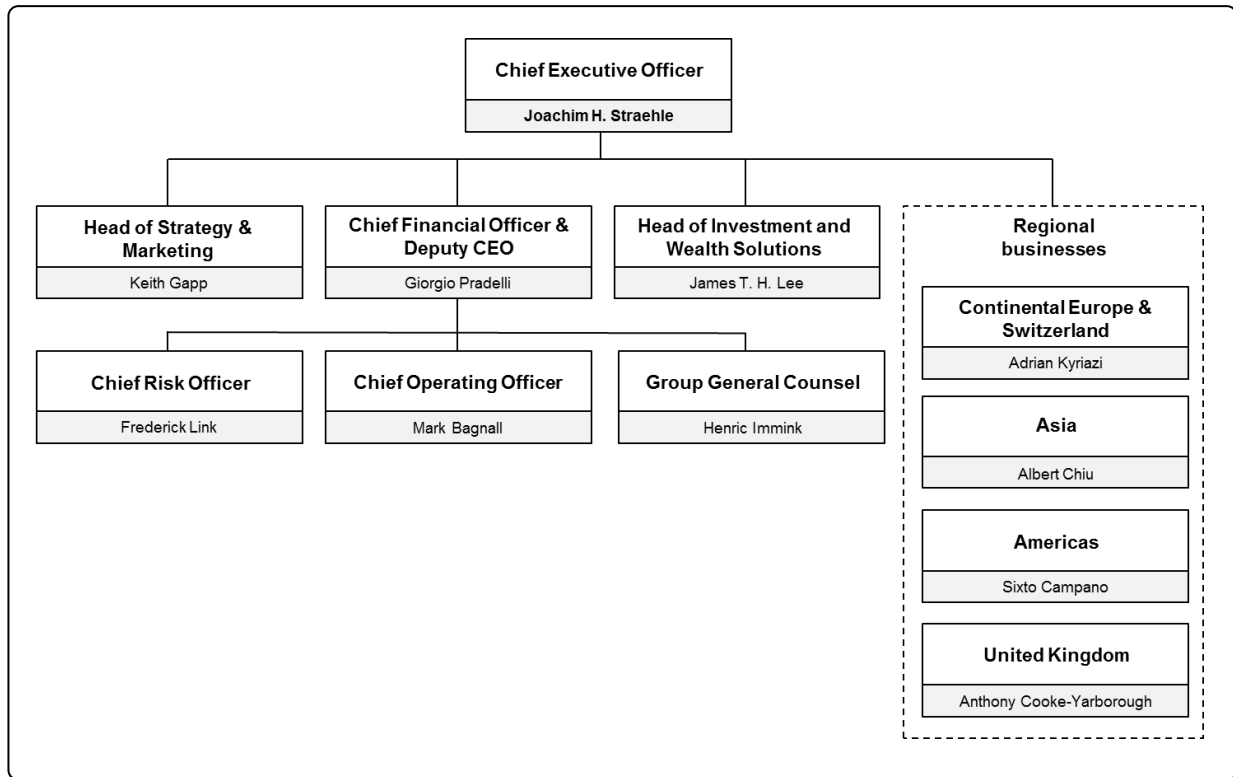 Chief Executive Officer
Joachim H. Straehle
Head of Strategy &
Marketing
Keith Gapp
Chief Financial Officer &
Deputy CEO
Giorgio Pradelli
Head of Investment and
Wealth Solutions
James T. H. Lee
Regional
businesses
Chief Risk Officer
Frederick Link
Chief Operating Officer
Mark Bagnall
Group General Counsel
Henric Immink
Continental Europe &
Switzerland
Adrian Kyriazi
Asia
Albert Chiu
Americas
Sixto Campano
United Kingdom
Anthony Cooke-Yarborough